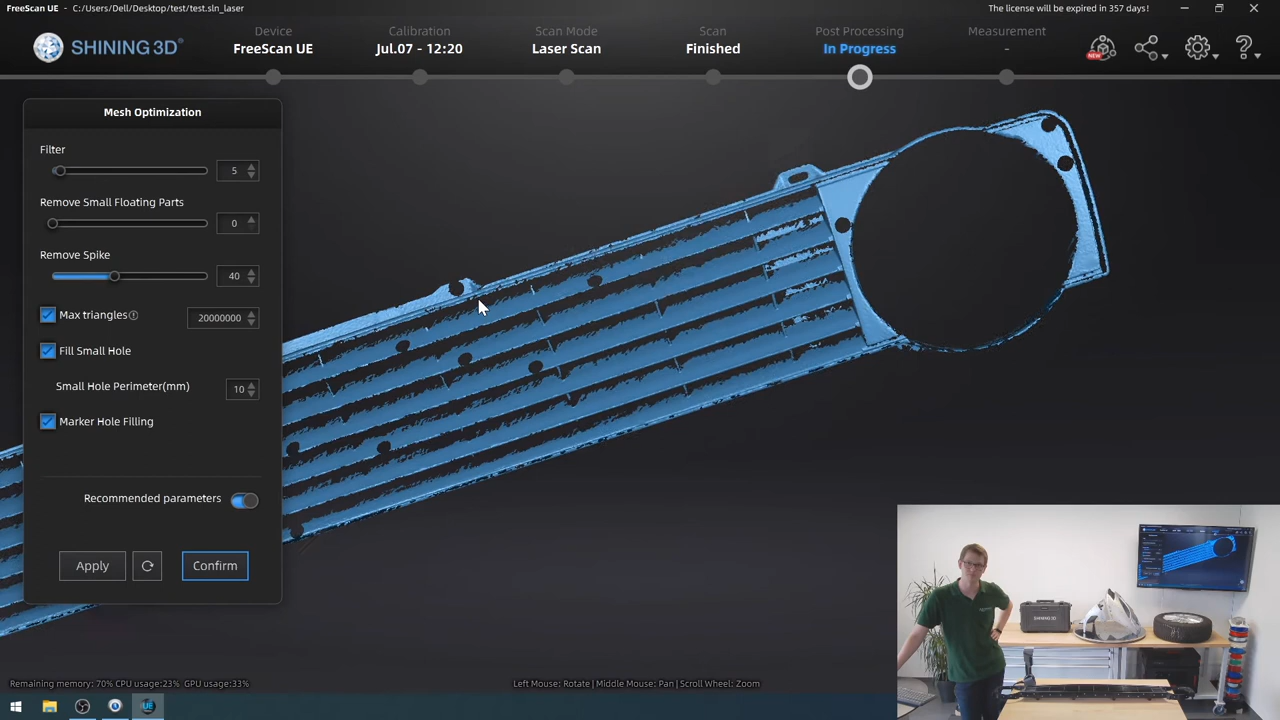 FreeScan UE - C:/Users/Dell/Desktop/test/test.sln_laser
The license will be expired in 357 days!
SHINING 3D®
Device
FreeScan UE
Calibration
Jul.07 - 12:20
Scan Mode
Laser Scan
Scan
Finished
Post Processing
In Progress
Measurement
-
NEW
Mesh Optimization
Filter
5
Remove Small Floating Parts
0
Remove Spike
40
Max triangles
20000000
Fill Small Hole
Small Hole Perimeter(mm)
10
Marker Hole Filling
Recommended parameters
Apply
Confirm
SHINING 3D
Remaining memory: 70% CPU usage:23% GPU usage:33%
Left Mouse: Rotate | Middle Mouse: Pan | Scroll Wheel: Zoom
UE